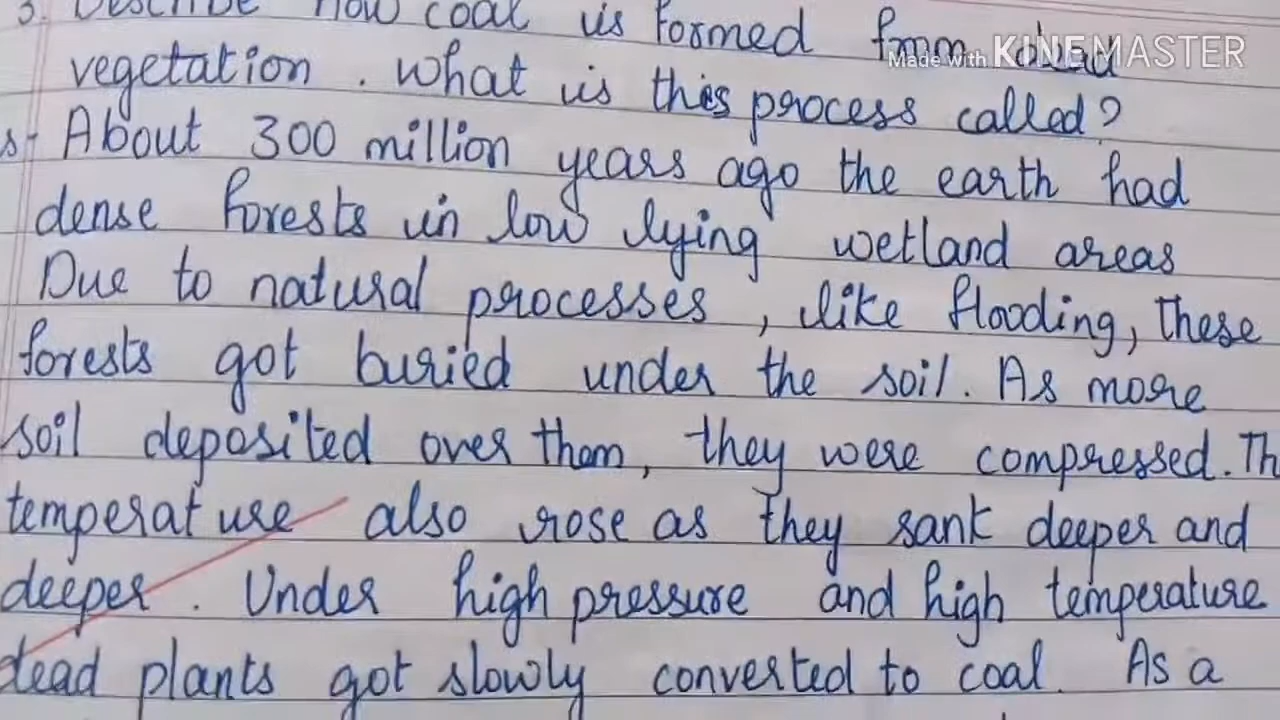 3. Describe How coal is formed from dead
Made with KINEMASTER
vegetation. What is this process called?
s- About 300 million years ago the earth had
dense forests in low lying wetland areas
Due to natural processes, like flooding, these
forests got buried under the soil. As more
soil deposited over them, they were compressed. Th
temperature also rose as they sank deeper and
deeper. Under high pressure and high temperature
dead plants got slowly converted to coal. As a